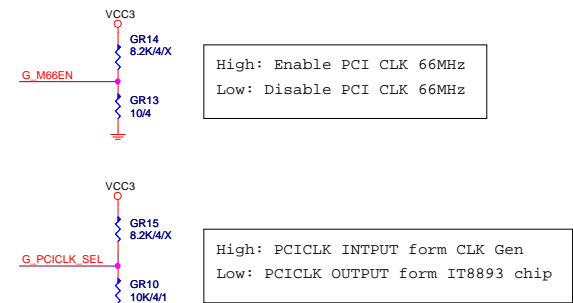 VCC3
GR14
8.2K/4/X
G_M66EN
GR13
10/4
High: Enable PCI CLK 66MHz
Low: Disable PCI CLK 66MHz
VCC3
GR15
8.2K/4/X
G_PCICLK_SEL
GR10
10K/4/1
High: PCICLK INTPUT form CLK Gen
Low: PCICLK OUTPUT form IT8893 chip